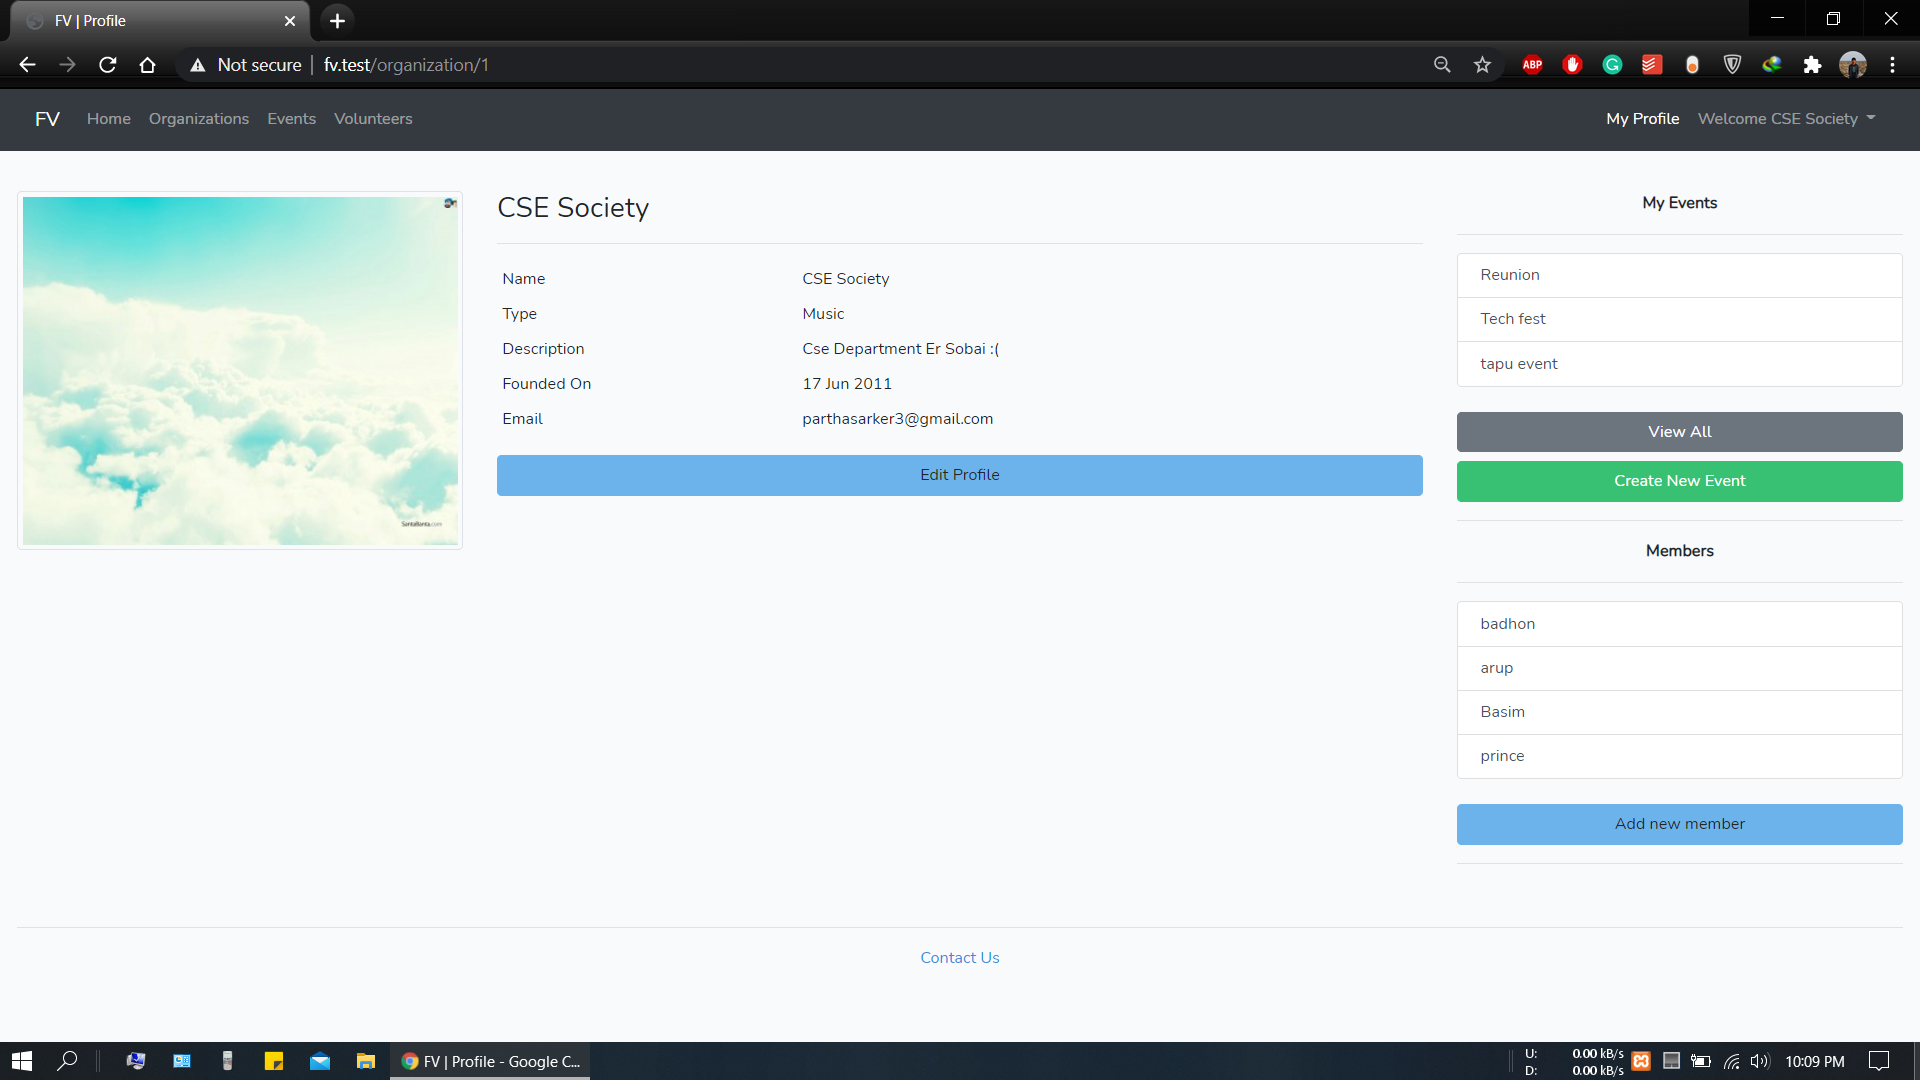 FV | Profile
Not secure | fv.test/organization/1
ABP
FV Home Organizations Events Volunteers My Profile Welcome CSE Society
SantaBanta.com
CSE Society
Name CSE Society
Type Music
Description Cse Department Er Sobai :(
Founded On 17 Jun 2011
Email parthasarker3@gmail.com
Edit Profile
My Events
Reunion
Tech fest
tapu event
View All
Create New Event
Members
badhon
arup
Basim
prince
Add new member
Contact Us
FV | Profile - Google C...
U: 0.00 kB/s
D: 0.00 kB/s
10:09 PM